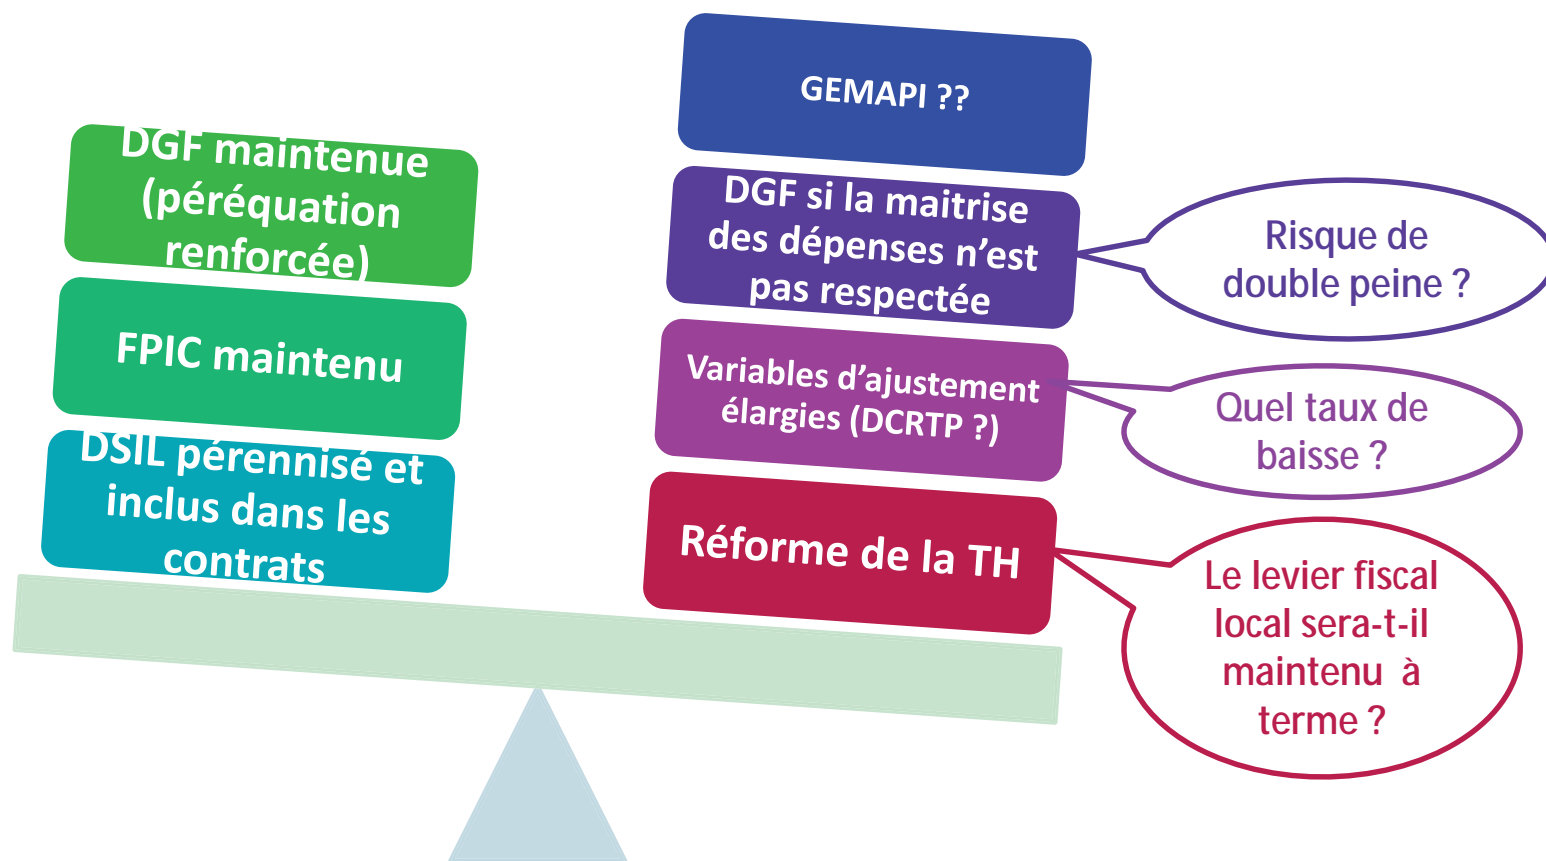 DGF maintenue
(péréquation
renforcée)
FPIC maintenu
DSIL pérennisé et
inclus dans les
contrats
GEMAPI ??
DGF si la maitrise
des dépenses n’est
pas respectée
Variables d’ajustement
élargies (DCRTP ?)
Réforme de la TH
Risque de
double peine ?
Quel taux de
baisse ?
Le levier fiscal
local sera-t-il
maintenu à
terme ?